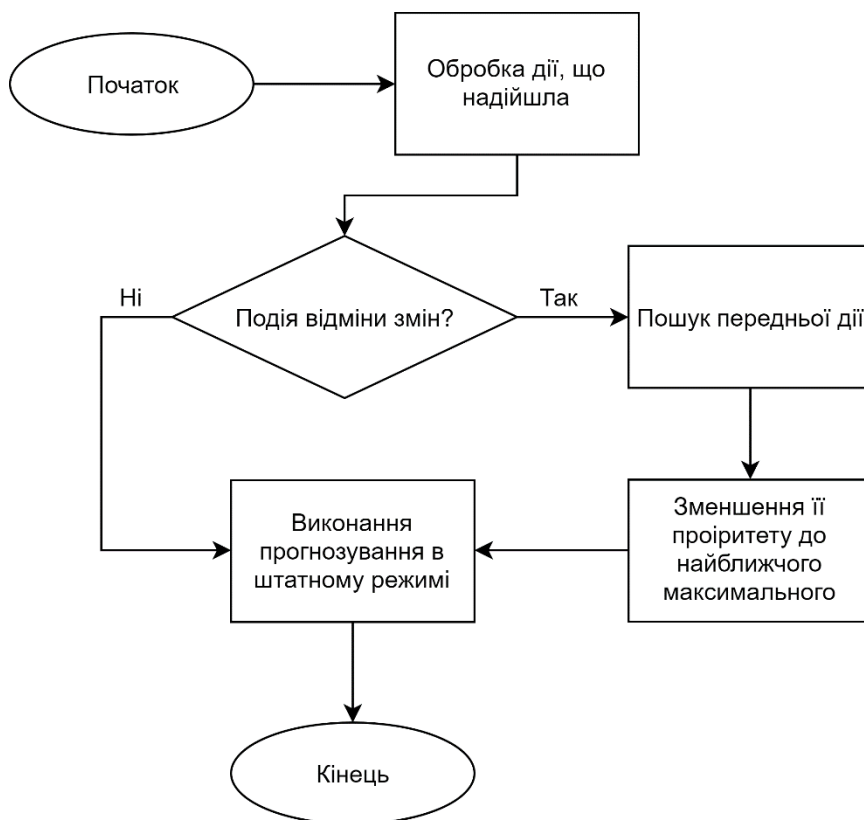 Початок
Обробка дії, що
надійшла
Ні
Подія відміни змін?
Так
Пошук передньої дії
Виконання
прогнозування в
штатному режимі
Зменшення її
проіритету до
найближчого
максимального
Кінець